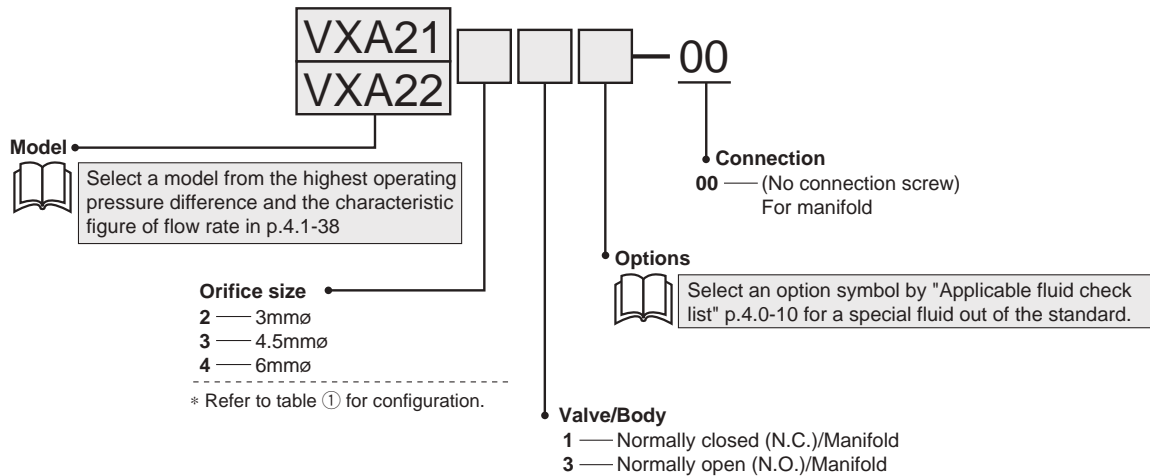 VXA21
VXA22
00
Model
Select a model from the highest operating
pressure difference and the characteristic
figure of flow rate in p.4.1-38
Connection
00 — (No connection screw)
For manifold
Options
Select an option symbol by "Applicable fluid check
list" p.4.0-10 for a special fluid out of the standard.
Orifice size
2 — 3mmø
3 — 4.5mmø
4 — 6mmø
* Refer to table ① for configuration.
Valve/Body
1 — Normally closed (N.C.)/Manifold
3 — Normally open (N.O.)/Manifold